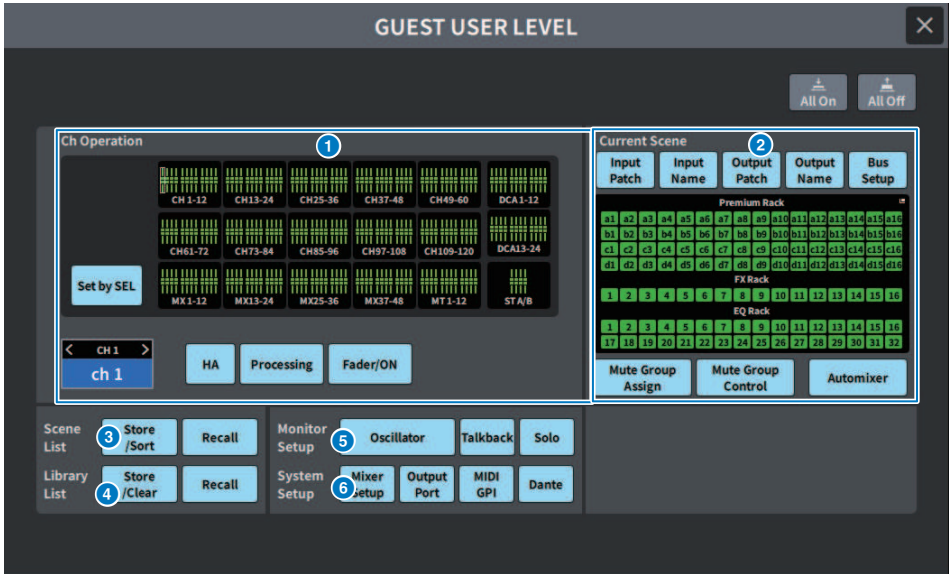 GUEST USER LEVEL
All On
All Off
Ch Operation
1
CH 1-12
CH13-24
CH25-36
CH37-48
CH49-60
DCA 1-12
CH61-72
CH73-84
CH85-96
CH97-108
CH109-120
DCA13-24
Set by SEL
MX 1-12
MX13-24
MX25-36
MX37-48
MT 1-12
ST A/B
CH 1
ch 1
HA
Processing
Fader/ON
Current Scene
2
Input
Patch
Input
Name
Output
Patch
Output
Name
Bus
Setup
Premium Rack
a1 a2 a3 a4 a5 a6 a7 a8 a9 a10 a11 a12 a13 a14 a15 a16
b1 b2 b3 b4 b5 b6 b7 b8 b9 b10 b11 b12 b13 b14 b15 b16
c1 c2 c3 c4 c5 c6 c7 c8 c9 c10 c11 c12 c13 c14 c15 c16
d1 d2 d3 d4 d5 d6 d7 d8 d9 d10 d11 d12 d13 d14 d15 d16
FX Rack
1 2 3 4 5 6 7 8 9 10 11 12 13 14 15 16
EQ Rack
1 2 3 4 5 6 7 8 9 10 11 12 13 14 15 16
17 18 19 20 21 22 23 24 25 26 27 28 29 30 31 32
Mute Group
Assign
Mute Group
Control
Automixer
Scene
List
3
Store
/Sort
Recall
Library
List
4
Store
/Clear
Recall
Monitor
Setup
5
Oscillator
Talkback
Solo
System
Setup
6
Mixer
Setup
Output
Port
MIDI
GPI
Dante